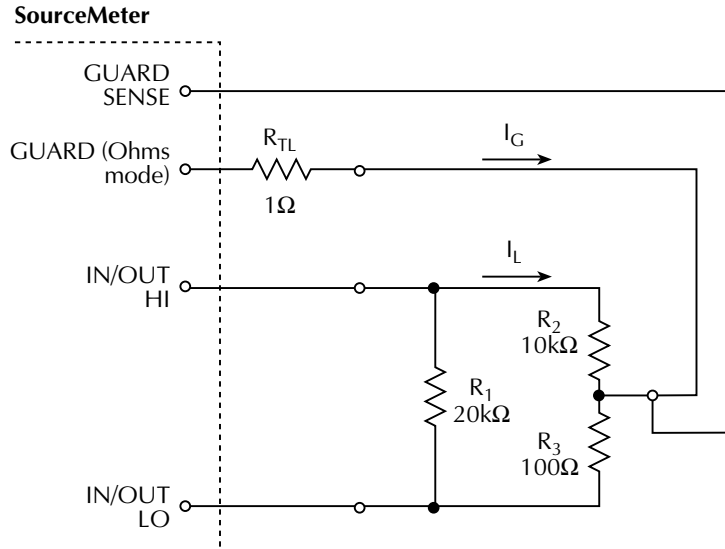 SourceMeter
GUARD
SENSE
GUARD (Ohms
mode)
R_TL
1Ω
I_G
IN/OUT
HI
I_L
R_2
10kΩ
R_1
20kΩ
R_3
100Ω
IN/OUT
LO